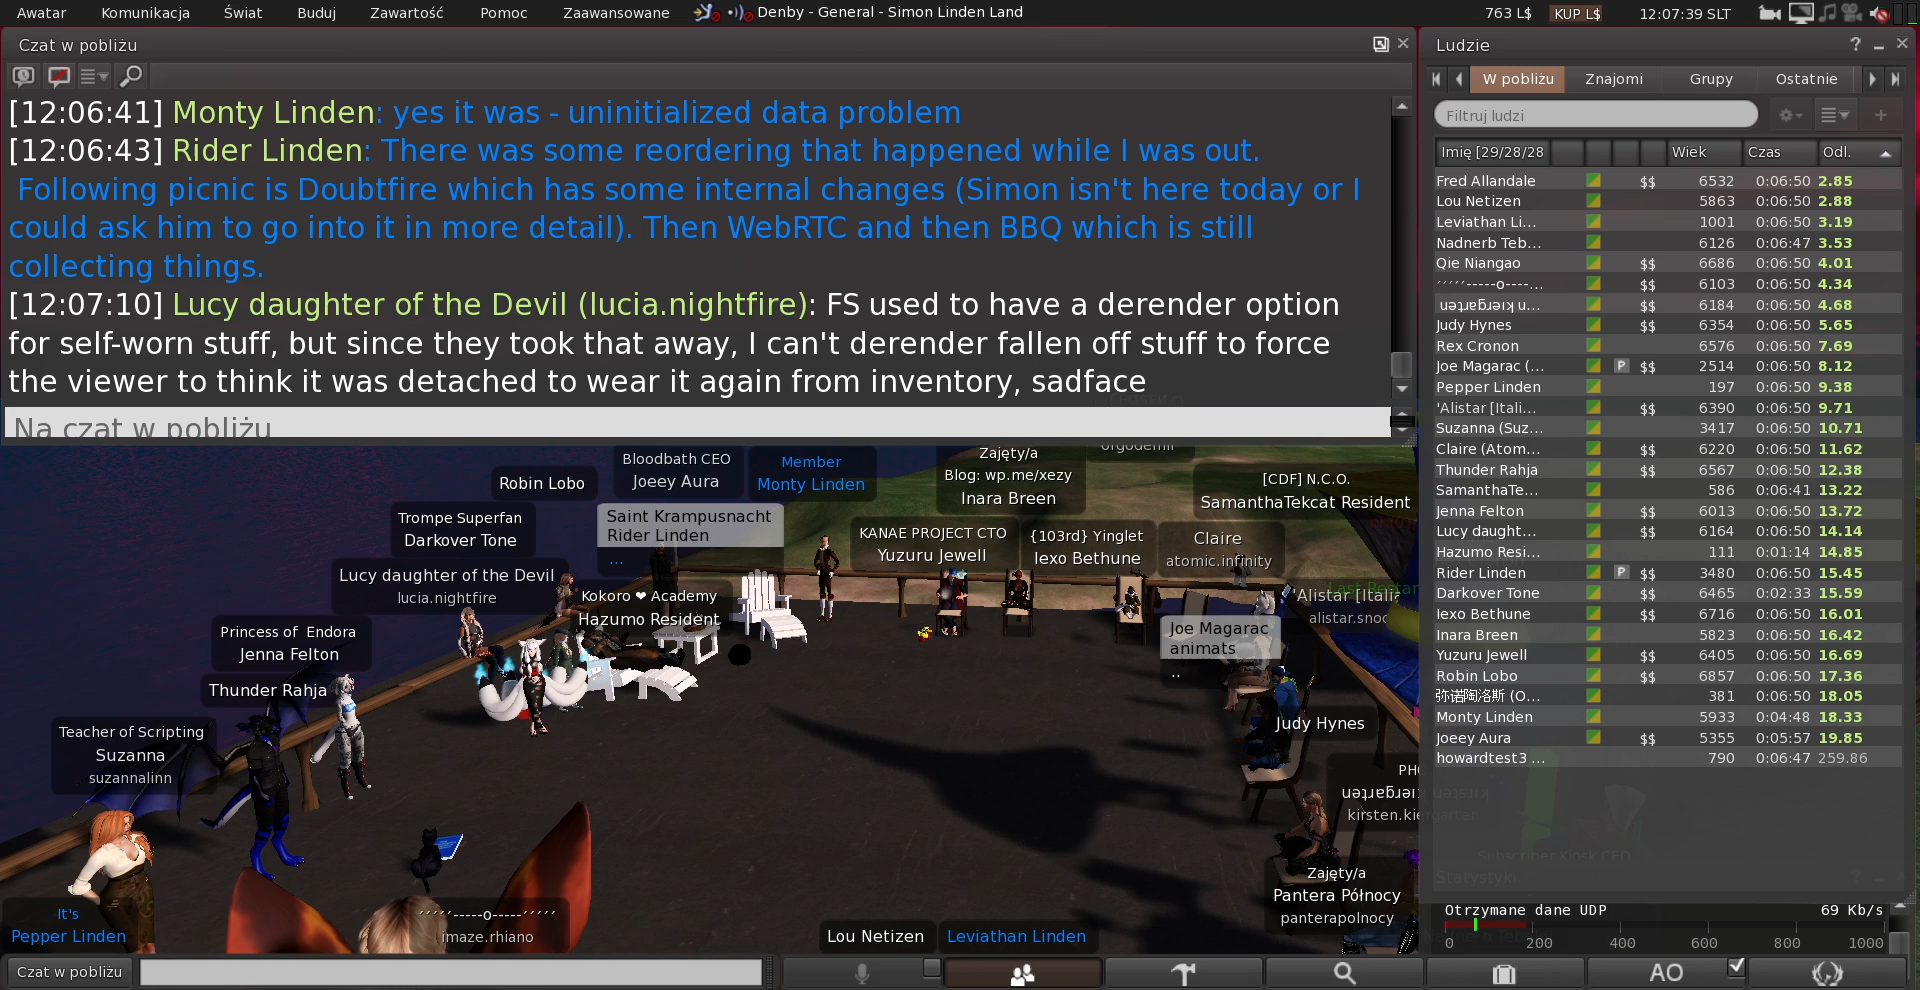 Awatar Komunikacja Świat Buduj Zawartość Pomoc Zaawansowane Denby - General - Simon Linden Land 763 L$ KUP L$ 12:07:39 SLT
Czat w pobliżu
[12:06:41] Monty Linden: yes it was - uninitialized data problem
[12:06:43] Rider Linden: There was some reordering that happened while I was out.
Following picnic is Doubtfire which has some internal changes (Simon isn't here today or I
could ask him to go into it in more detail). Then WebRTC and then BBQ which is still
collecting things.
[12:07:10] Lucy daughter of the Devil (lucia.nightfire): FS used to have a derender option
for self-worn stuff, but since they took that away, I can't derender fallen off stuff to force
the viewer to think it was detached to wear it again from inventory, sadface
Na czat w pobliżu
Bloodbath CEO
Joeey Aura
Member
Monty Linden
Zajęty/a
Blog: wp.me/xezy
Inara Breen
[CDF] N.C.O.
SamanthaTekcat Resident
Robin Lobo
Trompe Superfan
Darkover Tone
Saint Krampusnacht
Rider Linden
...
KANAE PROJECT CTO
Yuzuru Jewell
{103rd} Yinglet
Iexo Bethune
Claire
atomic.infinity
Lucy daughter of the Devil
lucia.nightfire
Kokoro ❤ Academy
Hazumo Resident
'Alistar [Itali
alistar.snoc
Princess of Endora
Jenna Felton
Joe Magarac
animats
..
Thunder Rahja
Judy Hynes
Teacher of Scripting
Suzanna
suzannalinn
kirsten.kiergarten
Zajęty/a
Pantera Północy
panterapolnocy
It's
Pepper Linden
´´´´´-----o-----´´´´´
imaze.rhiano
Lou Netizen
Leviathan Linden
Czat w pobliżu
Ludzie
W pobliżu Znajomi Grupy Ostatnie
Filtruj ludzi
Imię [29/28/28 Wiek Czas Odl.
Fred Allandale $$ 6532 0:06:50 2.85
Lou Netizen 5863 0:06:50 2.88
Leviathan Li... 1001 0:06:50 3.19
Nadnerb Teb... 6126 0:06:47 3.53
Qie Niangao $$ 6686 0:06:50 4.01
´´´´´-----o----... $$ 6103 0:06:50 4.34
uǝʇɹɐƃɹǝıʞ u... $$ 6184 0:06:50 4.68
Judy Hynes $$ 6354 0:06:50 5.65
Rex Cronon 6576 0:06:50 7.69
Joe Magarac (... P $$ 2514 0:06:50 8.12
Pepper Linden 197 0:06:50 9.38
'Alistar [Itali... $$ 6390 0:06:50 9.71
Suzanna (Suz... 3417 0:06:50 10.71
Claire (Atom... $$ 6220 0:06:50 11.62
Thunder Rahja $$ 6567 0:06:50 12.38
SamanthaTe... 586 0:06:41 13.22
Jenna Felton $$ 6013 0:06:50 13.72
Lucy daught... $$ 6164 0:06:50 14.14
Hazumo Resi... 111 0:01:14 14.85
Rider Linden P $$ 3480 0:06:50 15.45
Darkover Tone $$ 6465 0:02:33 15.59
Iexo Bethune $$ 6716 0:06:50 16.01
Inara Breen 5823 0:06:50 16.42
Yuzuru Jewell $$ 6405 0:06:50 16.69
Robin Lobo $$ 6857 0:06:50 17.36
弥诺陶洛斯 (O... 381 0:06:50 18.05
Monty Linden 5933 0:04:48 18.33
Joeey Aura $$ 5355 0:05:57 19.85
howardtest3 ... 790 0:06:47 259.86
Subscriber Kiosk CEO
Statystyki
Otrzymane dane UDP 69 Kb/s
0 200 400 600 800 1000
AO